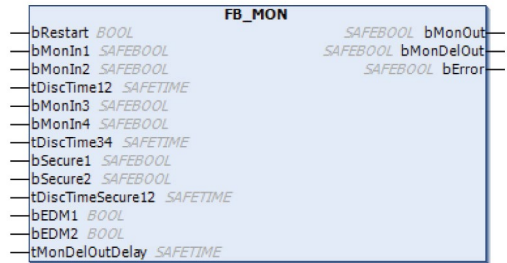 FB_MON
bRestart BOOL SAFEBOOL bMonOut
bMonIn1 SAFEBOOL SAFEBOOL bMonDelOut
bMonIn2 SAFEBOOL SAFEBOOL bError
tDiscTime12 SAFETIME
bMonIn3 SAFEBOOL
bMonIn4 SAFEBOOL
tDiscTime34 SAFETIME
bSecure1 SAFEBOOL
bSecure2 SAFEBOOL
tDiscTimeSecure12 SAFETIME
bEDM1 BOOL
bEDM2 BOOL
tMonDelOutDelay SAFETIME